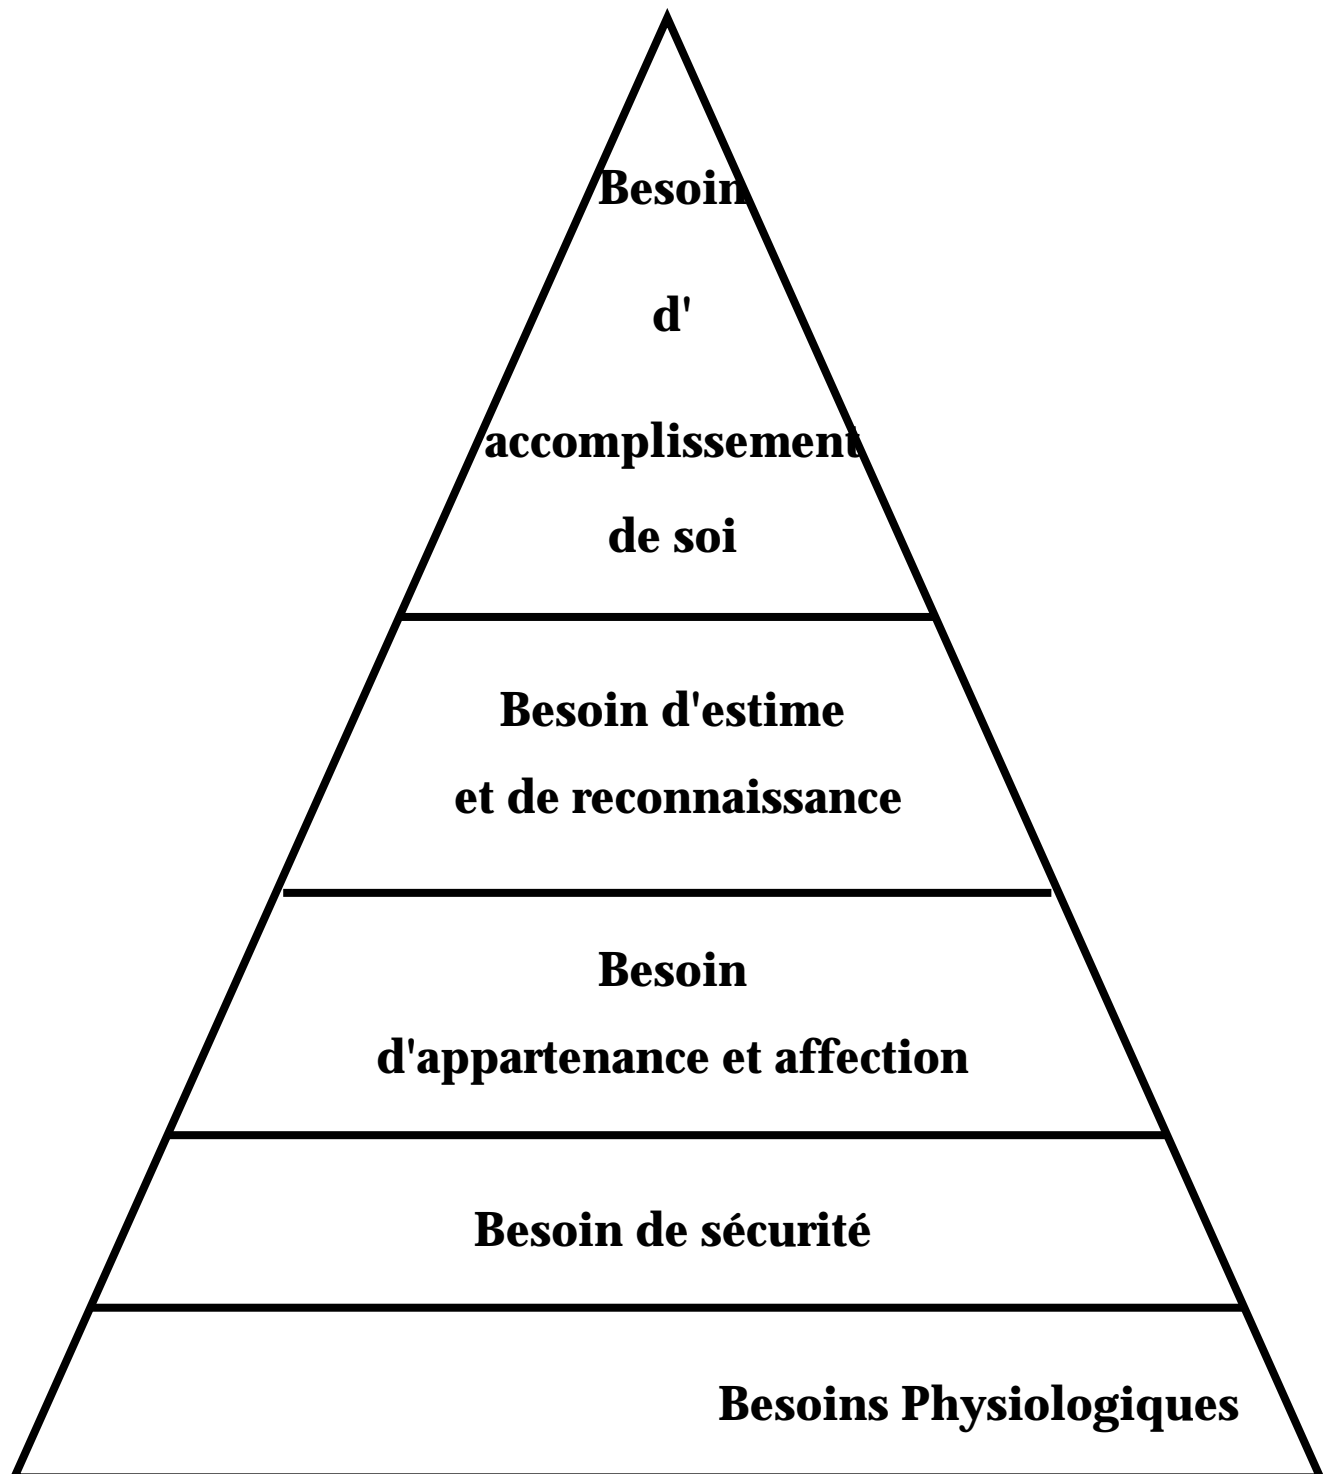 Besoin
d'
accomplissement
de soi
Besoin d'estime
et de reconnaissance
Besoin
d'appartenance et affection
Besoin de sécurité
Besoins Physiologiques